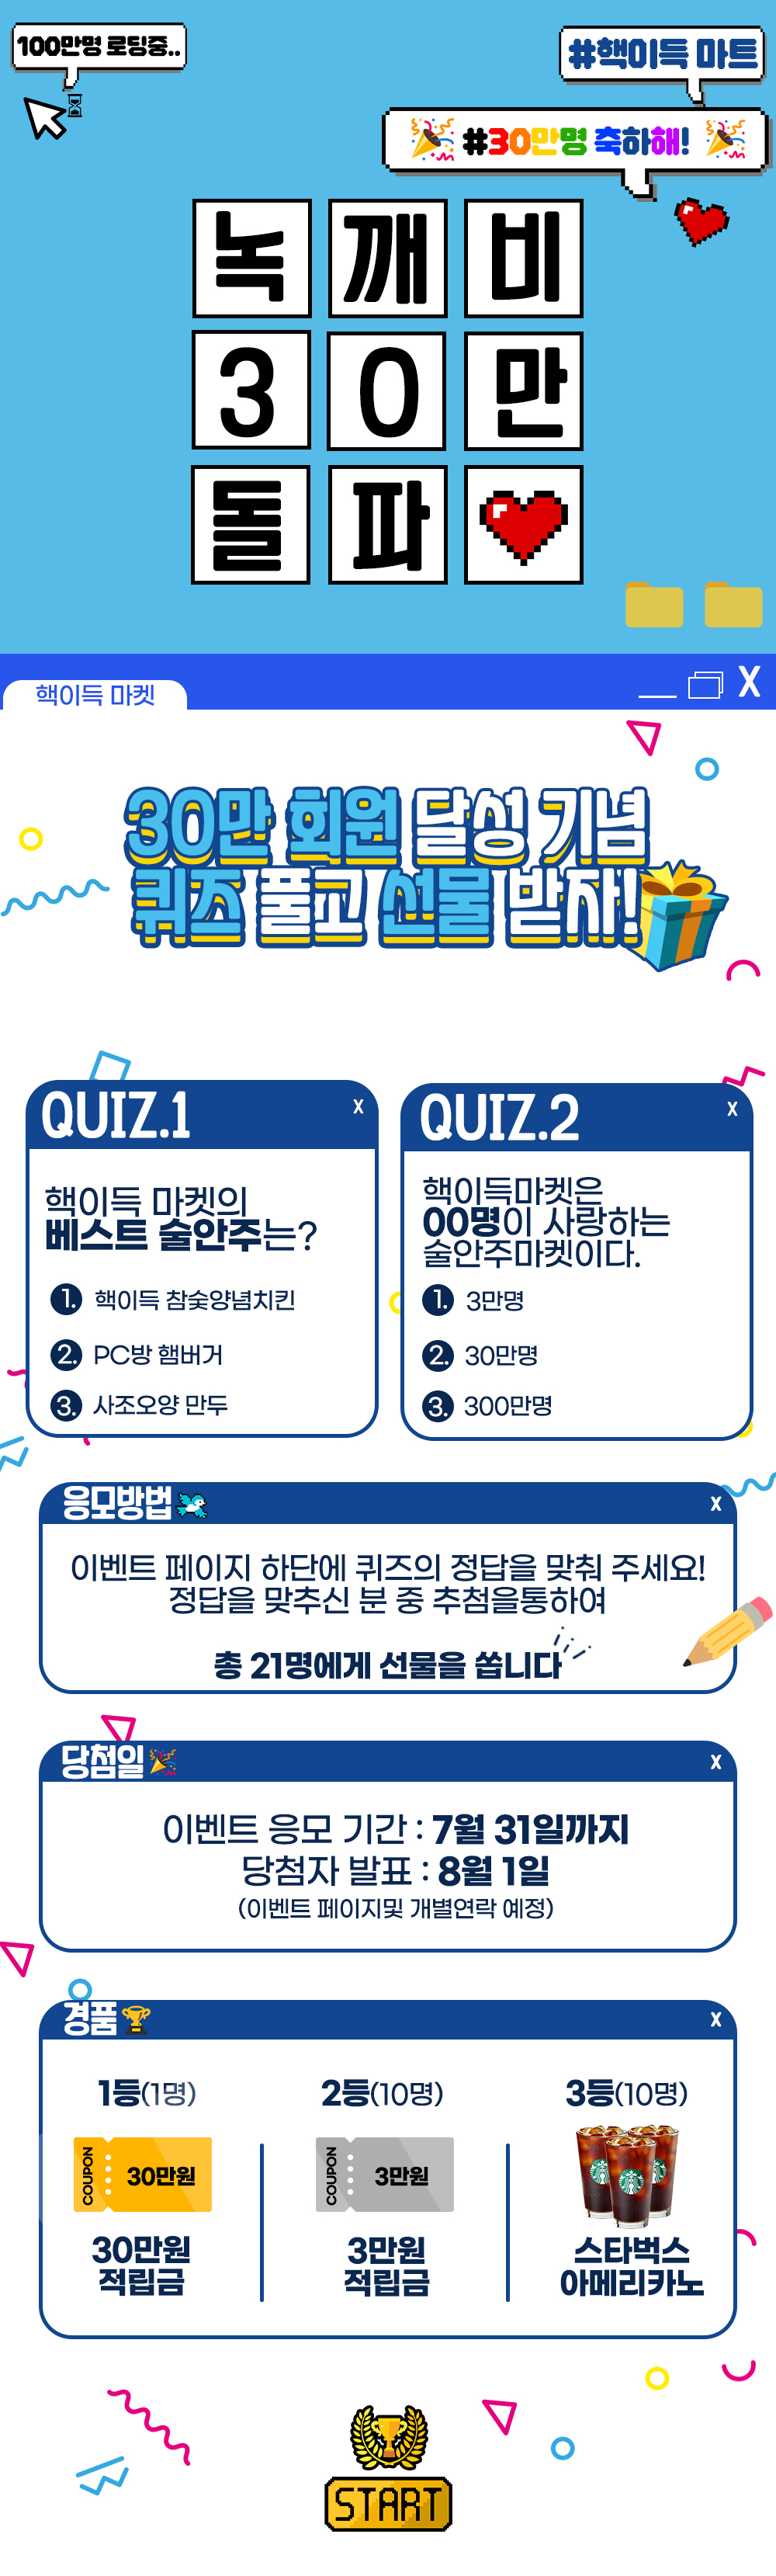 100만명 로딩중..
#핵이득 마트
#30만명 축하해!
녹 깨 비
3 0 만
돌 파
핵이득 마켓
X
30만 회원 달성 기념
퀴즈 풀고 선물 받자!
QUIZ.1 X
핵이득 마켓의
베스트 술안주는?
1. 핵이득 참숯양념치킨
2. PC방 햄버거
3. 사조오양 만두
QUIZ.2 X
핵이득마켓은
00명이 사랑하는
술안주마켓이다.
1. 3만명
2. 30만명
3. 300만명
응모방법 X
이벤트 페이지 하단에 퀴즈의 정답을 맞춰 주세요!
정답을 맞추신 분 중 추첨을통하여
총 21명에게 선물을 쏩니다
당첨일 X
이벤트 응모 기간 : 7월 31일까지
당첨자 발표 : 8월 1일
(이벤트 페이지및 개별연락 예정)
경품 X
1등(1명)
COUPON 30만원
30만원
적립금
2등(10명)
COUPON 3만원
3만원
적립금
3등(10명)
스타벅스
아메리카노
START